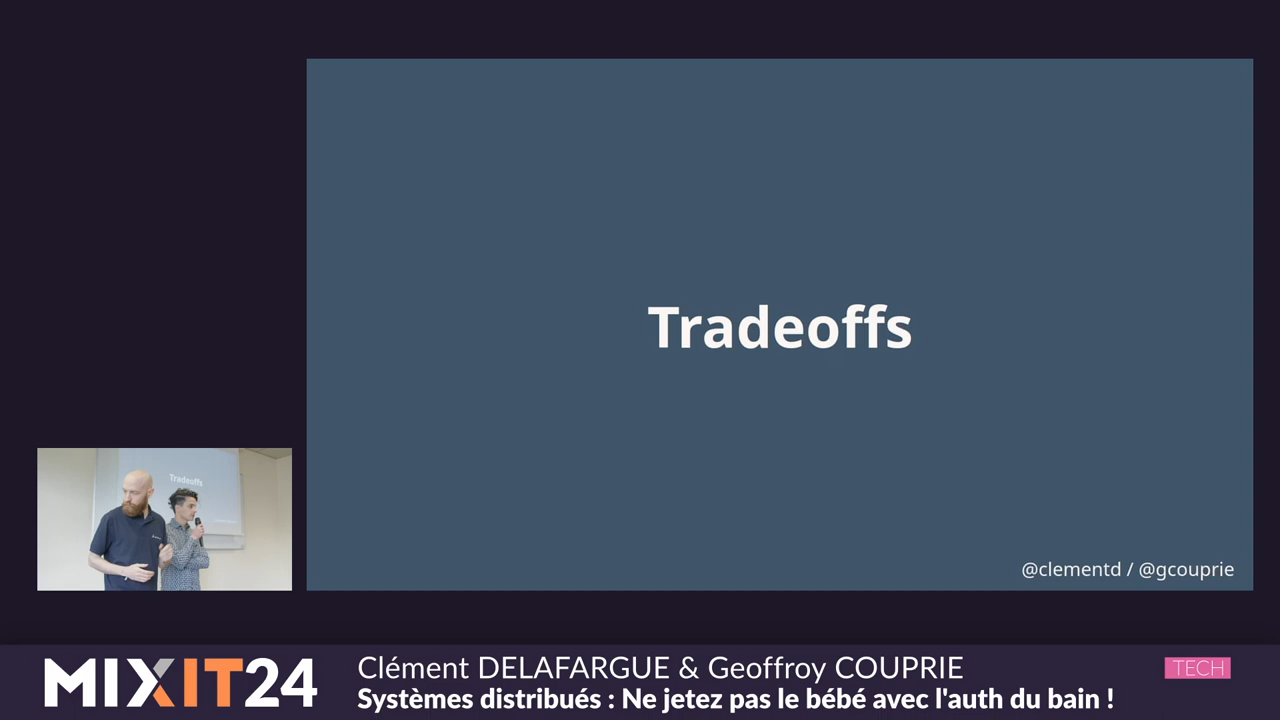 Tradeoffs
@clementd / @gcouprie
Tradeoffs
MIXIT24
Clément DELAFARGUE & Geoffroy COUPRIE
TECH
Systèmes distribués : Ne jetez pas le bébé avec l'auth du bain !